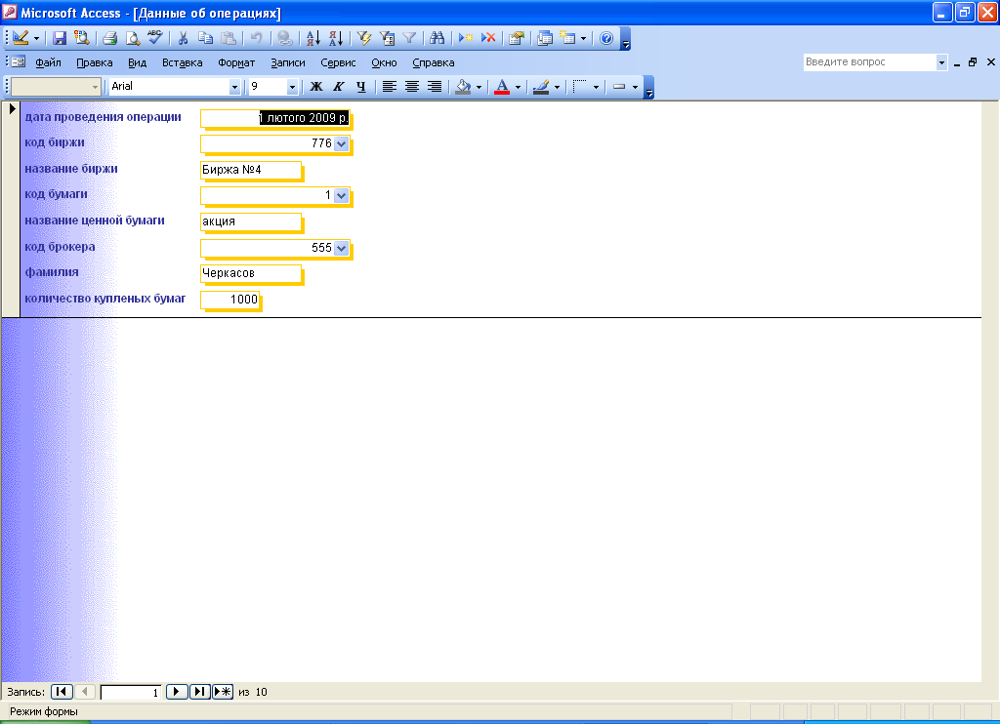 Microsoft Access - [Данные об операциях]
Файл Правка Вид Вставка Формат Записи Сервис Окно Справка Введите вопрос
Arial 9 Ж К Ч
дата проведения операции 1 лютого 2009 р.
код биржи 776
название биржи Биржа №4
код бумаги 1
название ценной бумаги акция
код брокера 555
фамилия Черкасов
количество купленых бумаг 1000
Запись: 1 из 10
Режим формы